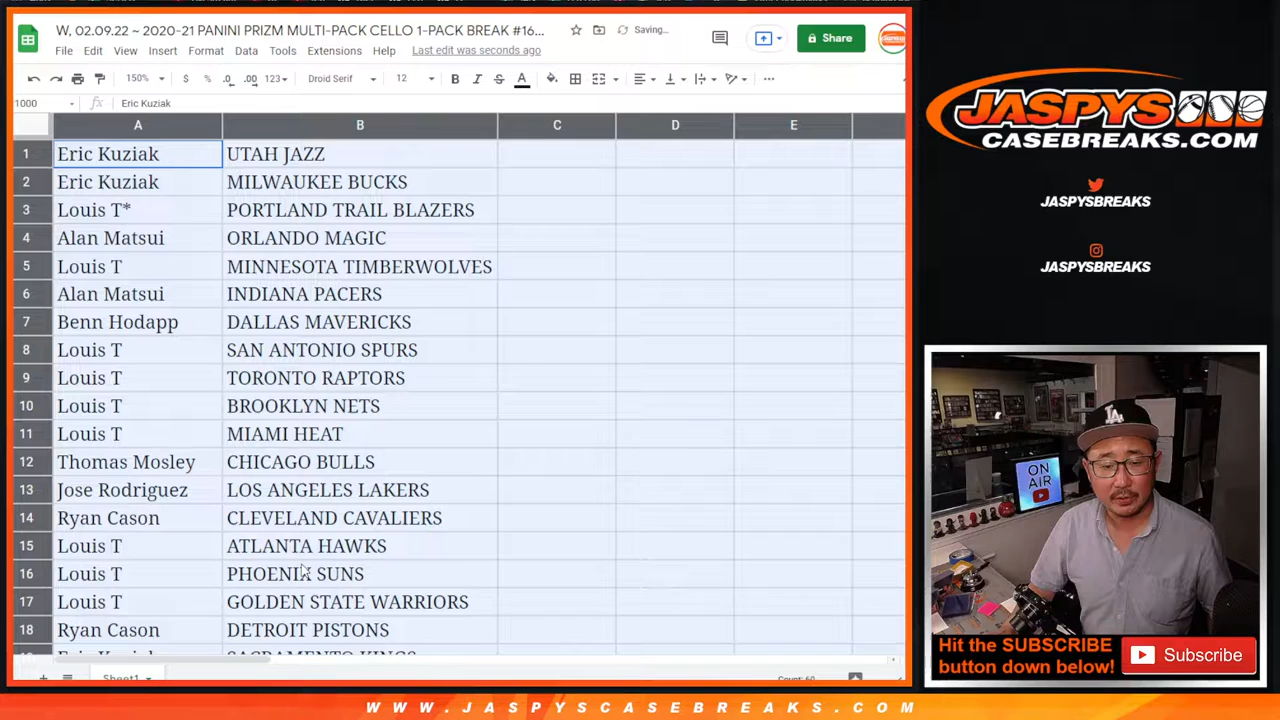 W, 02.09.22 ~ 2020-21 PANINI PRIZM MULTI-PACK CELLO 1-PACK BREAK #16... Saving...
File Edit View Insert Format Data Tools Extensions Help Last edit was seconds ago
Share
150% $ % .0 .00 123 Droid Serif 12 B I S A
1000 fx Eric Kuziak
A B C D E
1 Eric Kuziak UTAH JAZZ
2 Eric Kuziak MILWAUKEE BUCKS
3 Louis T* PORTLAND TRAIL BLAZERS
4 Alan Matsui ORLANDO MAGIC
5 Louis T MINNESOTA TIMBERWOLVES
6 Alan Matsui INDIANA PACERS
7 Benn Hodapp DALLAS MAVERICKS
8 Louis T SAN ANTONIO SPURS
9 Louis T TORONTO RAPTORS
10 Louis T BROOKLYN NETS
11 Louis T MIAMI HEAT
12 Thomas Mosley CHICAGO BULLS
13 Jose Rodriguez LOS ANGELES LAKERS
14 Ryan Cason CLEVELAND CAVALIERS
15 Louis T ATLANTA HAWKS
16 Louis T PHOENIX SUNS
17 Louis T GOLDEN STATE WARRIORS
18 Ryan Cason DETROIT PISTONS
SACRAMENTO KINGS
Sheet1
Count: 60
JASPYS
CASEBREAKS.COM
JASPYSBREAKS
JASPYSBREAKS
LA
ON
AIR
Hit the SUBSCRIBE
button down below!
Subscribe
WWW.JASPYSCASEBREAKS.COM